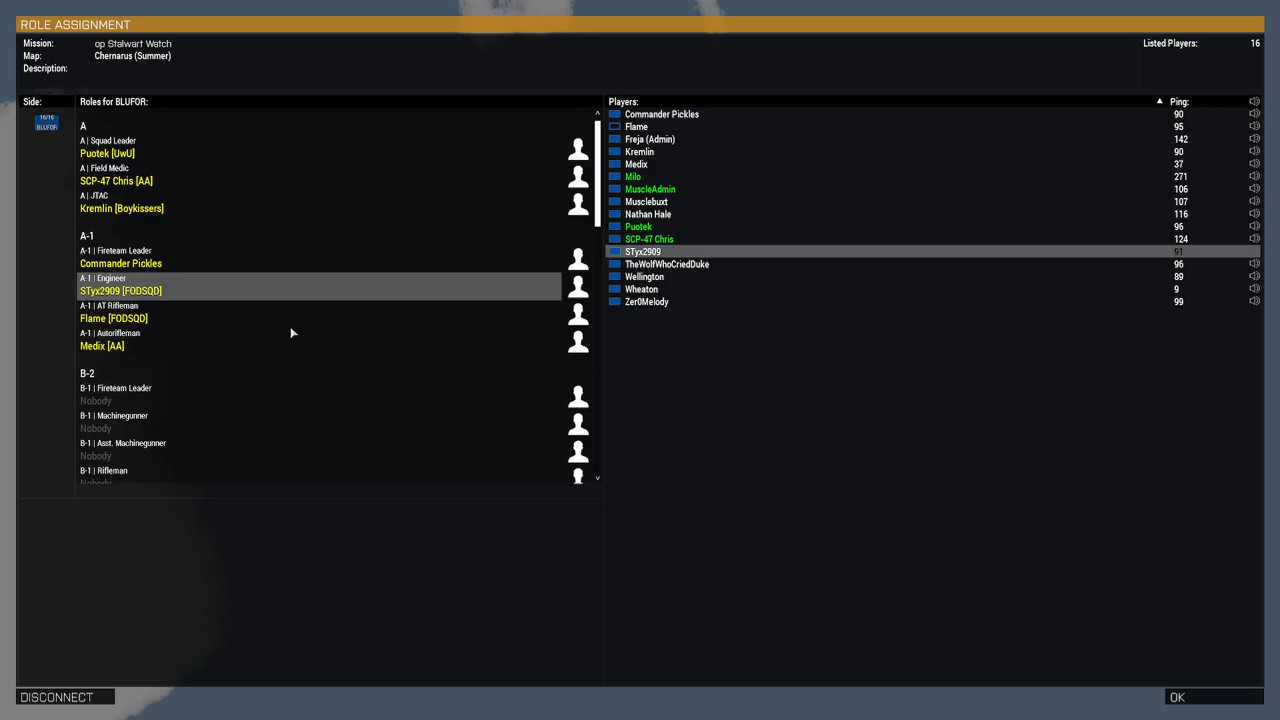 ROLE ASSIGNMENT
Mission: op Stalwart Watch
Map: Chernarus (Summer)
Description:
Listed Players: 16
Side:
16/16
BLUFOR
Roles for BLUFOR:
A
A | Squad Leader
Puotek [UwU]
A | Field Medic
SCP-47 Chris [AA]
A | JTAC
Kremlin [Boykissers]
A-1
A-1 | Fireteam Leader
Commander Pickles
A-1 | Engineer
STyx2909 [FODSQD]
A-1 | AT Rifleman
Flame [FODSQD]
A-1 | Autorifleman
Medix [AA]
B-2
B-1 | Fireteam Leader
Nobody
B-1 | Machinegunner
Nobody
B-1 | Asst. Machinegunner
Nobody
B-1 | Rifleman
Nobody
Players: Ping:
Commander Pickles 90
Flame 95
Freja (Admin) 142
Kremlin 90
Medix 37
Milo 271
MuscleAdmin 106
Musclebuxt 107
Nathan Hale 116
Puotek 96
SCP-47 Chris 124
STyx2909 91
TheWolfWhoCriedDuke 96
Wellington 89
Wheaton 9
Zer0Melody 99
DISCONNECT
OK